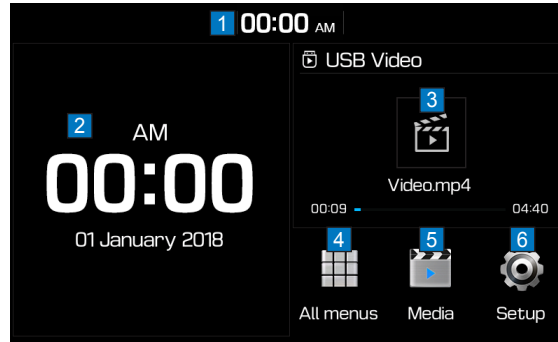 1 00:00 AM
2
AM
00:00
01 January 2018
USB Video
3
Video.mp4
00:09 04:40
4 5 6
All menus Media Setup